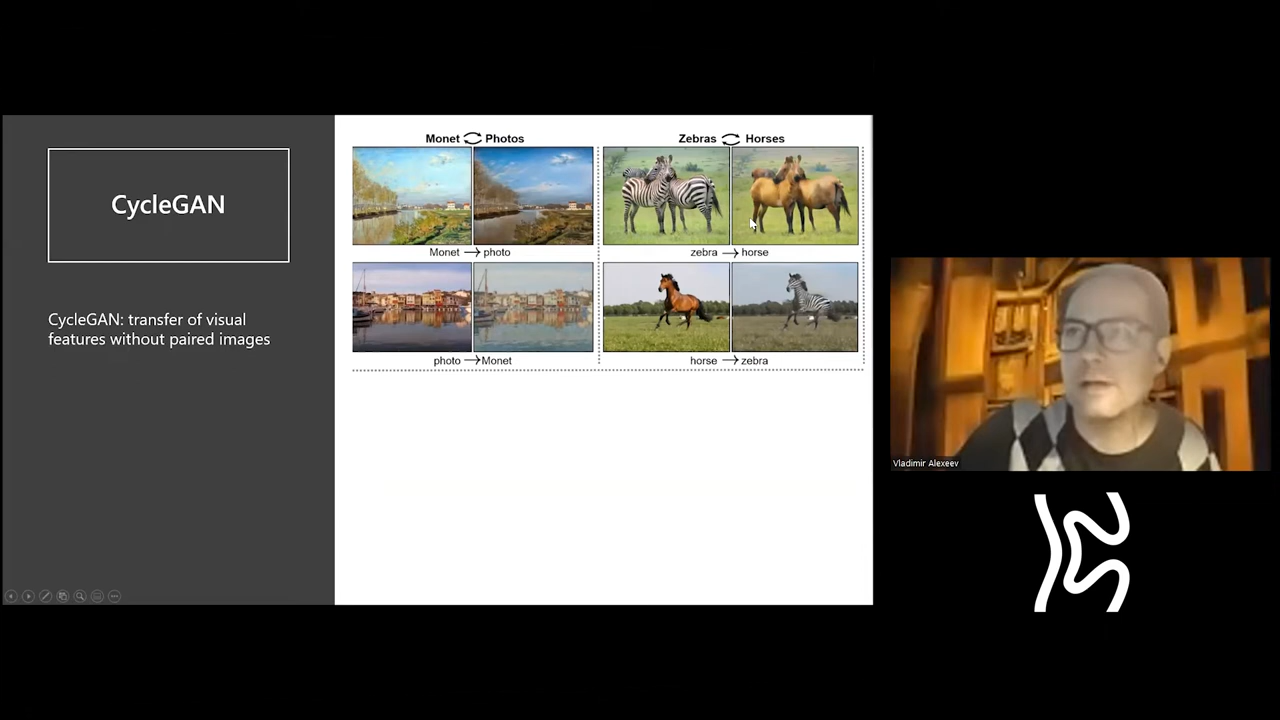 CycleGAN
CycleGAN: transfer of visual
features without paired images
Monet Photos
Monet → photo
photo → Monet
Zebras Horses
zebra → horse
horse → zebra
Vladimir Alexeev